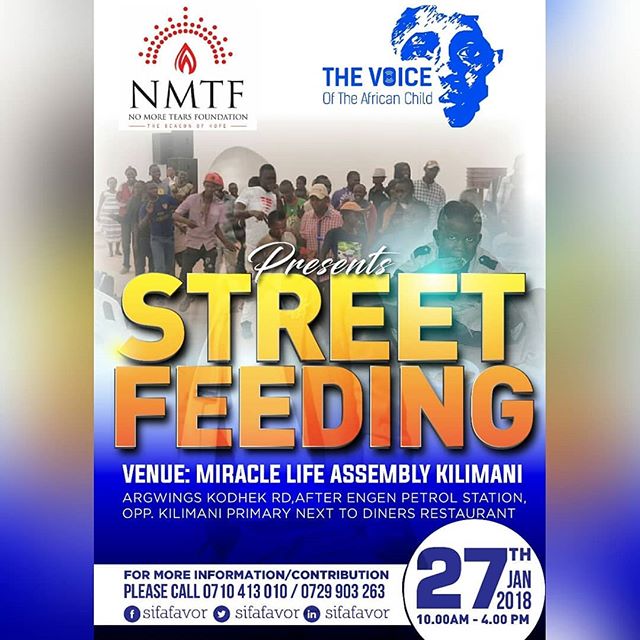 NMTF
NO MORE TEARS FOUNDATION
THE BEACON OF HOPE
THE VOICE
Of The African Child
Presents
STREET
FEEDING
VENUE: MIRACLE LIFE ASSEMBLY KILIMANI
ARGWINGS KODHEK RD,AFTER ENGEN PETROL STATION,
OPP. KILIMANI PRIMARY NEXT TO DINERS RESTAURANT
FOR MORE INFORMATION/CONTRIBUTION
PLEASE CALL 0710 413 010 / 0729 903 263
sifafavor sifafavor sifafavor
27TH
JAN
2018
10.00AM - 4.00 PM